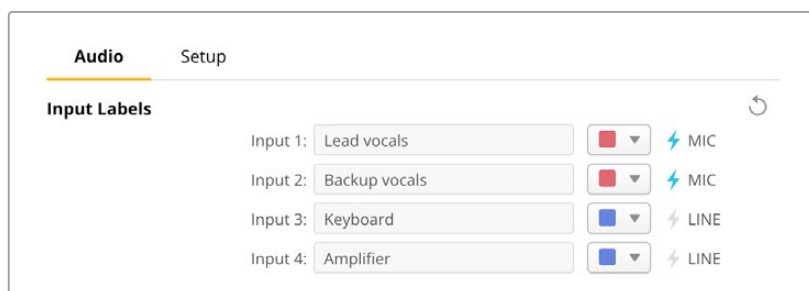 Audio Setup
Input Labels
Input 1: Lead vocals MIC
Input 2: Backup vocals MIC
Input 3: Keyboard LINE
Input 4: Amplifier LINE